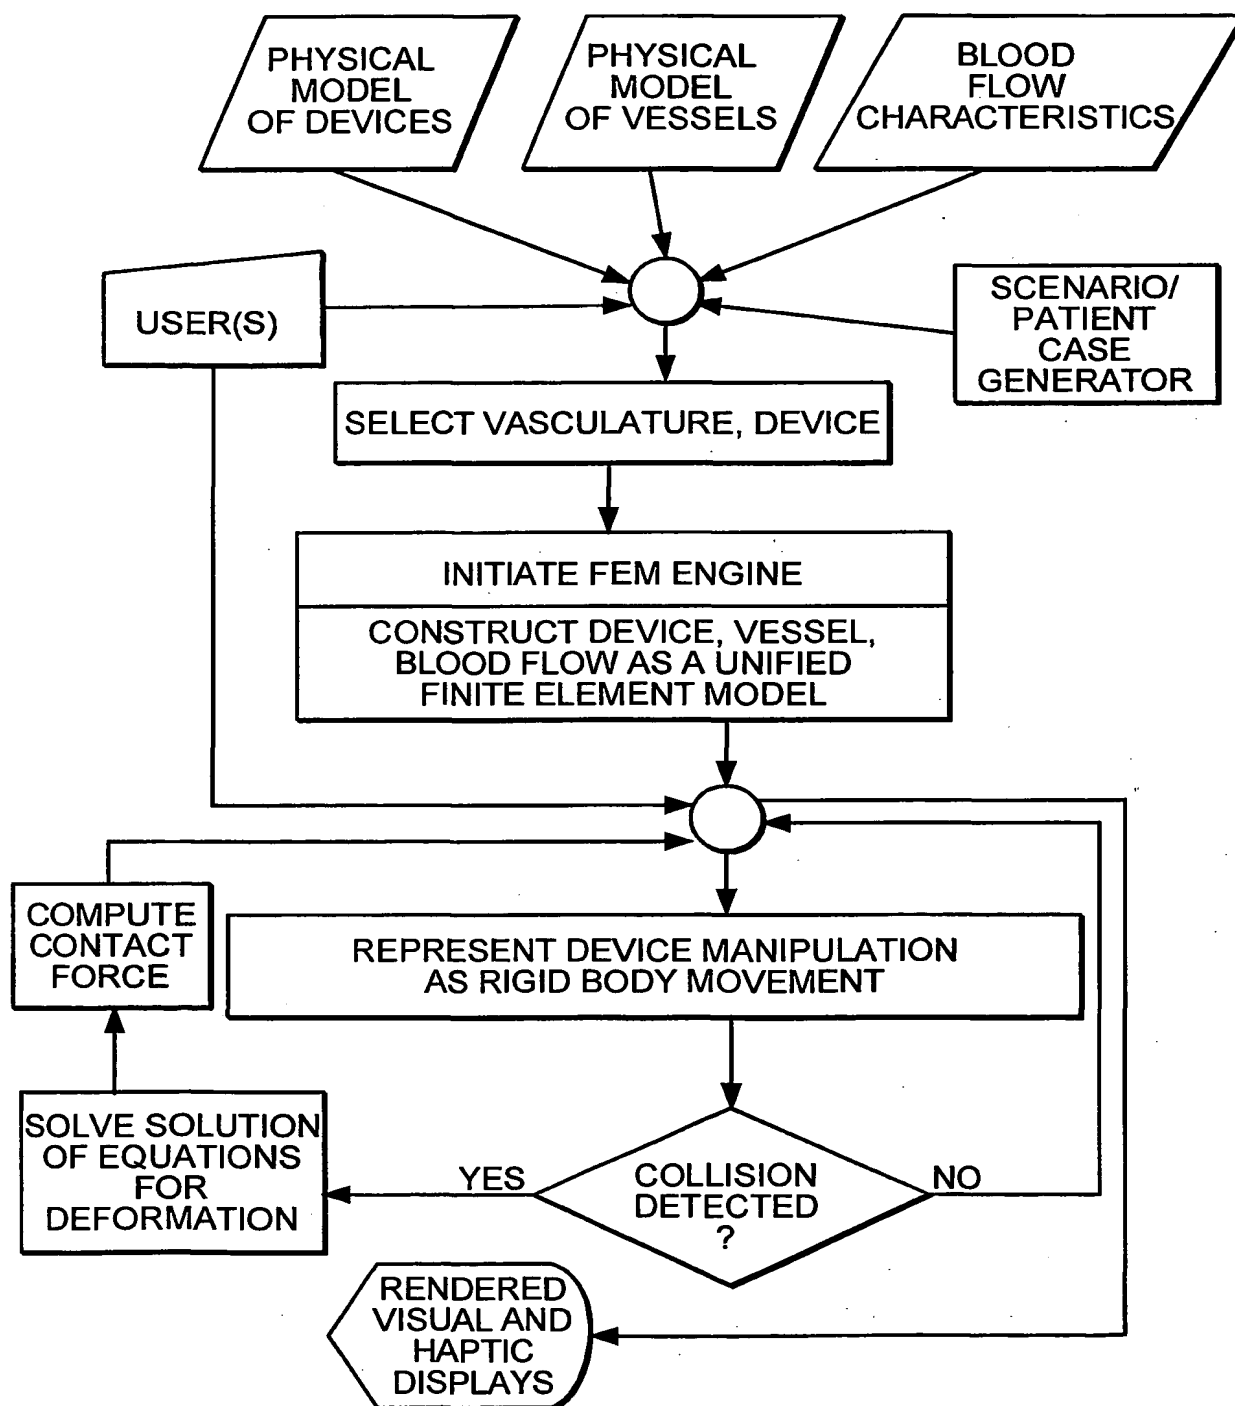 PHYSICAL
MODEL
OF DEVICES
PHYSICAL
MODEL
OF VESSELS
BLOOD
FLOW
CHARACTERISTICS
USER(S)
SCENARIO/
PATIENT
CASE
GENERATOR
SELECT VASCULATURE, DEVICE
INITIATE FEM ENGINE
CONSTRUCT DEVICE, VESSEL,
BLOOD FLOW AS A UNIFIED
FINITE ELEMENT MODEL
COMPUTE
CONTACT
FORCE
REPRESENT DEVICE MANIPULATION
AS RIGID BODY MOVEMENT
SOLVE SOLUTION
OF EQUATIONS
FOR
DEFORMATION
YES
COLLISION
DETECTED
?
NO
RENDERED
VISUAL AND
HAPTIC
DISPLAYS